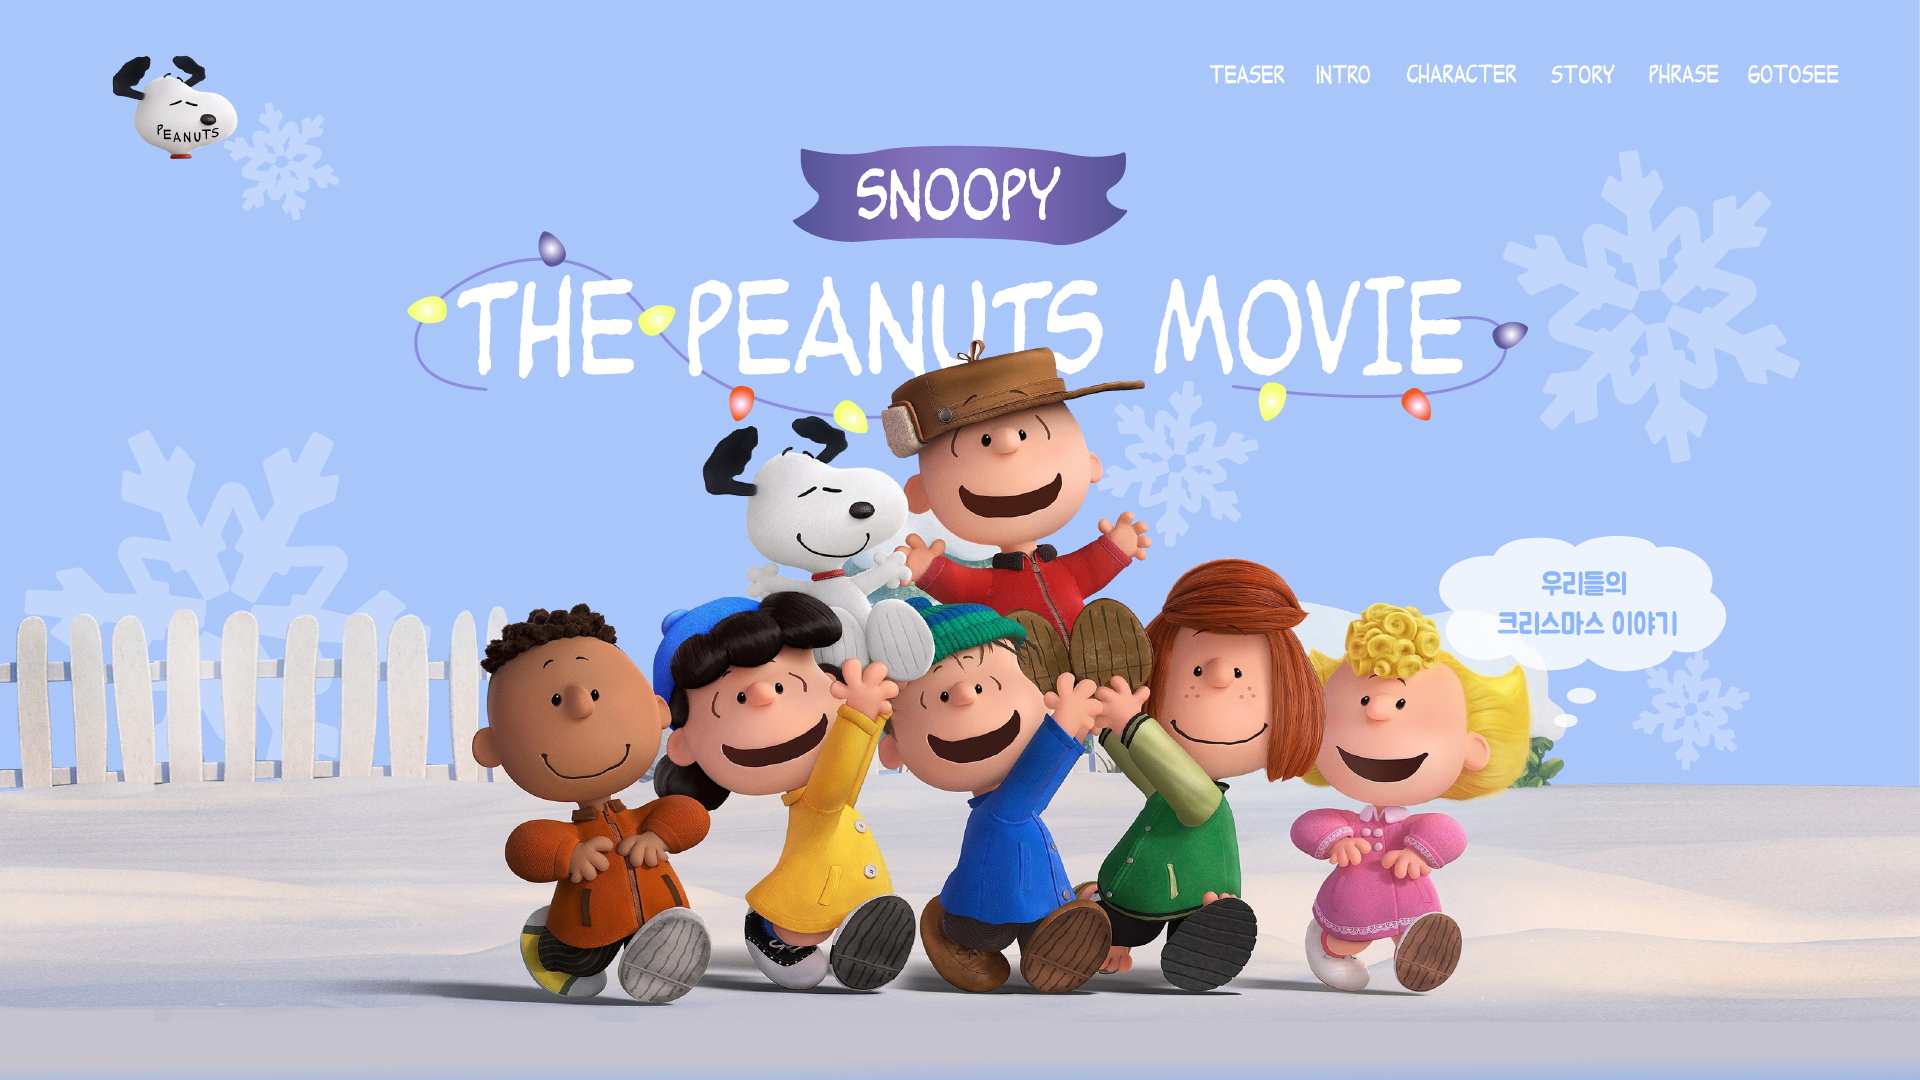 PEANUTS
TEASER INTRO CHARACTER STORY PHRASE GOTOSEE
SNOOPY
THE PEANUTS MOVIE
우리들의
크리스마스 이야기